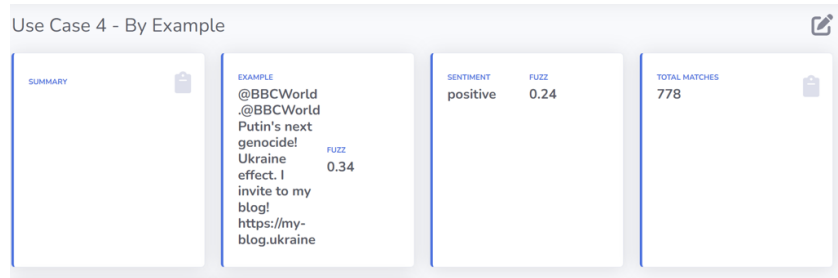 Use Case 4 - By Example
SUMMARY
EXAMPLE
@BBCWorld
.@BBCWorld
Putin's next
genocide!
Ukraine
effect. I
invite to my
blog!
https://my-
blog.ukraine
FUZZ
0.34
SENTIMENT
positive
FUZZ
0.24
TOTAL MATCHES
778